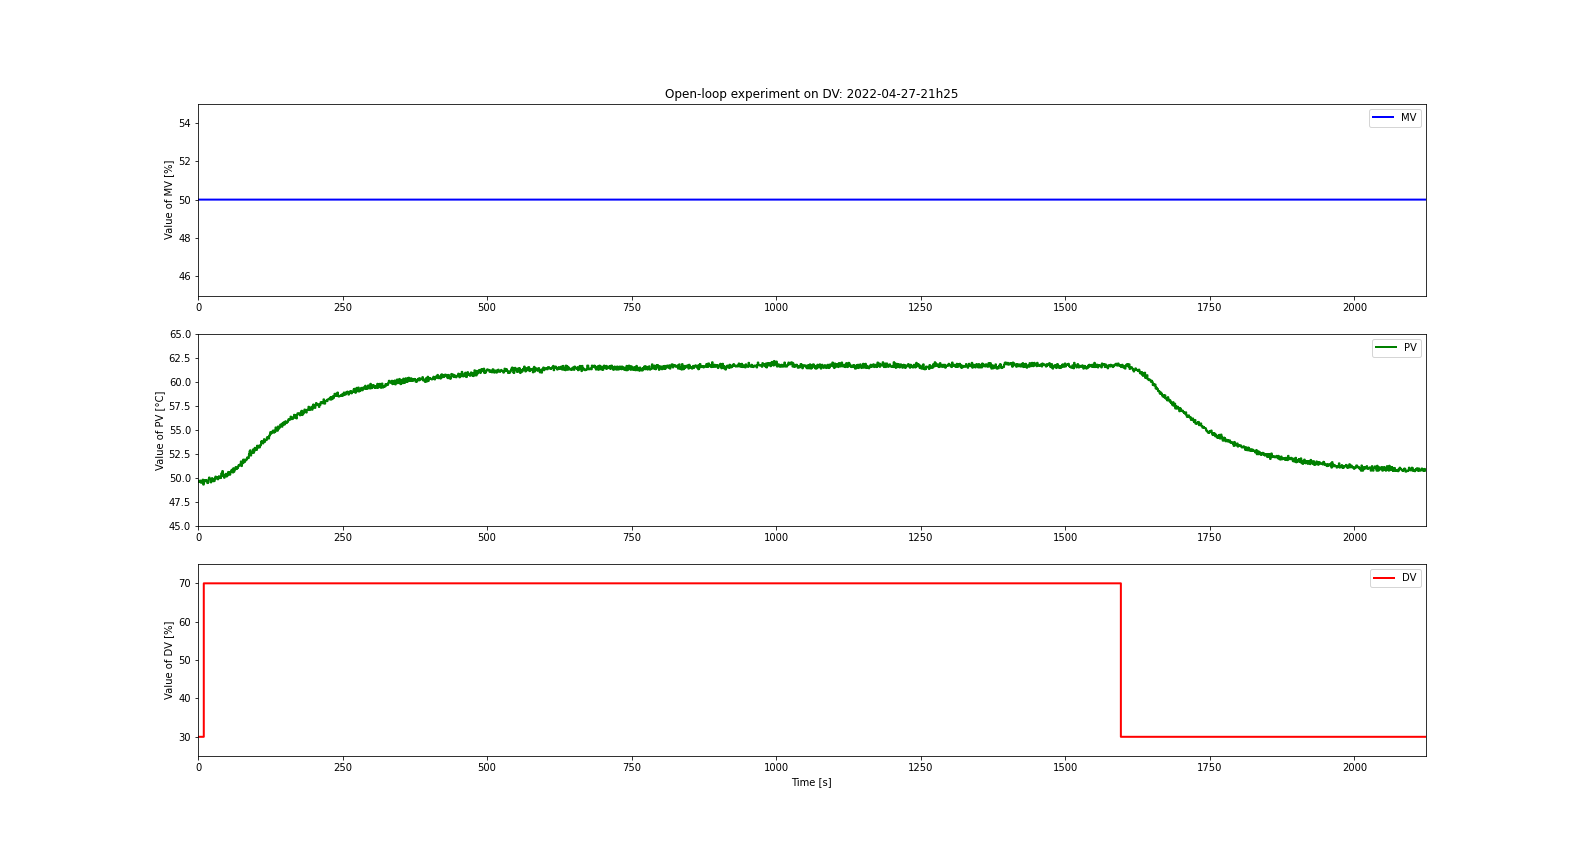 Open-loop experiment on DV: 2022-04-27-21h25
MV
Value of MV [%]
54
52
50
48
46
0 250 500 750 1000 1250 1500 1750 2000
PV
Value of PV [°C]
65.0
62.5
60.0
57.5
55.0
52.5
50.0
47.5
45.0
0 250 500 750 1000 1250 1500 1750 2000
DV
Value of DV [%]
70
60
50
40
30
0 250 500 750 1000 1250 1500 1750 2000
Time [s]